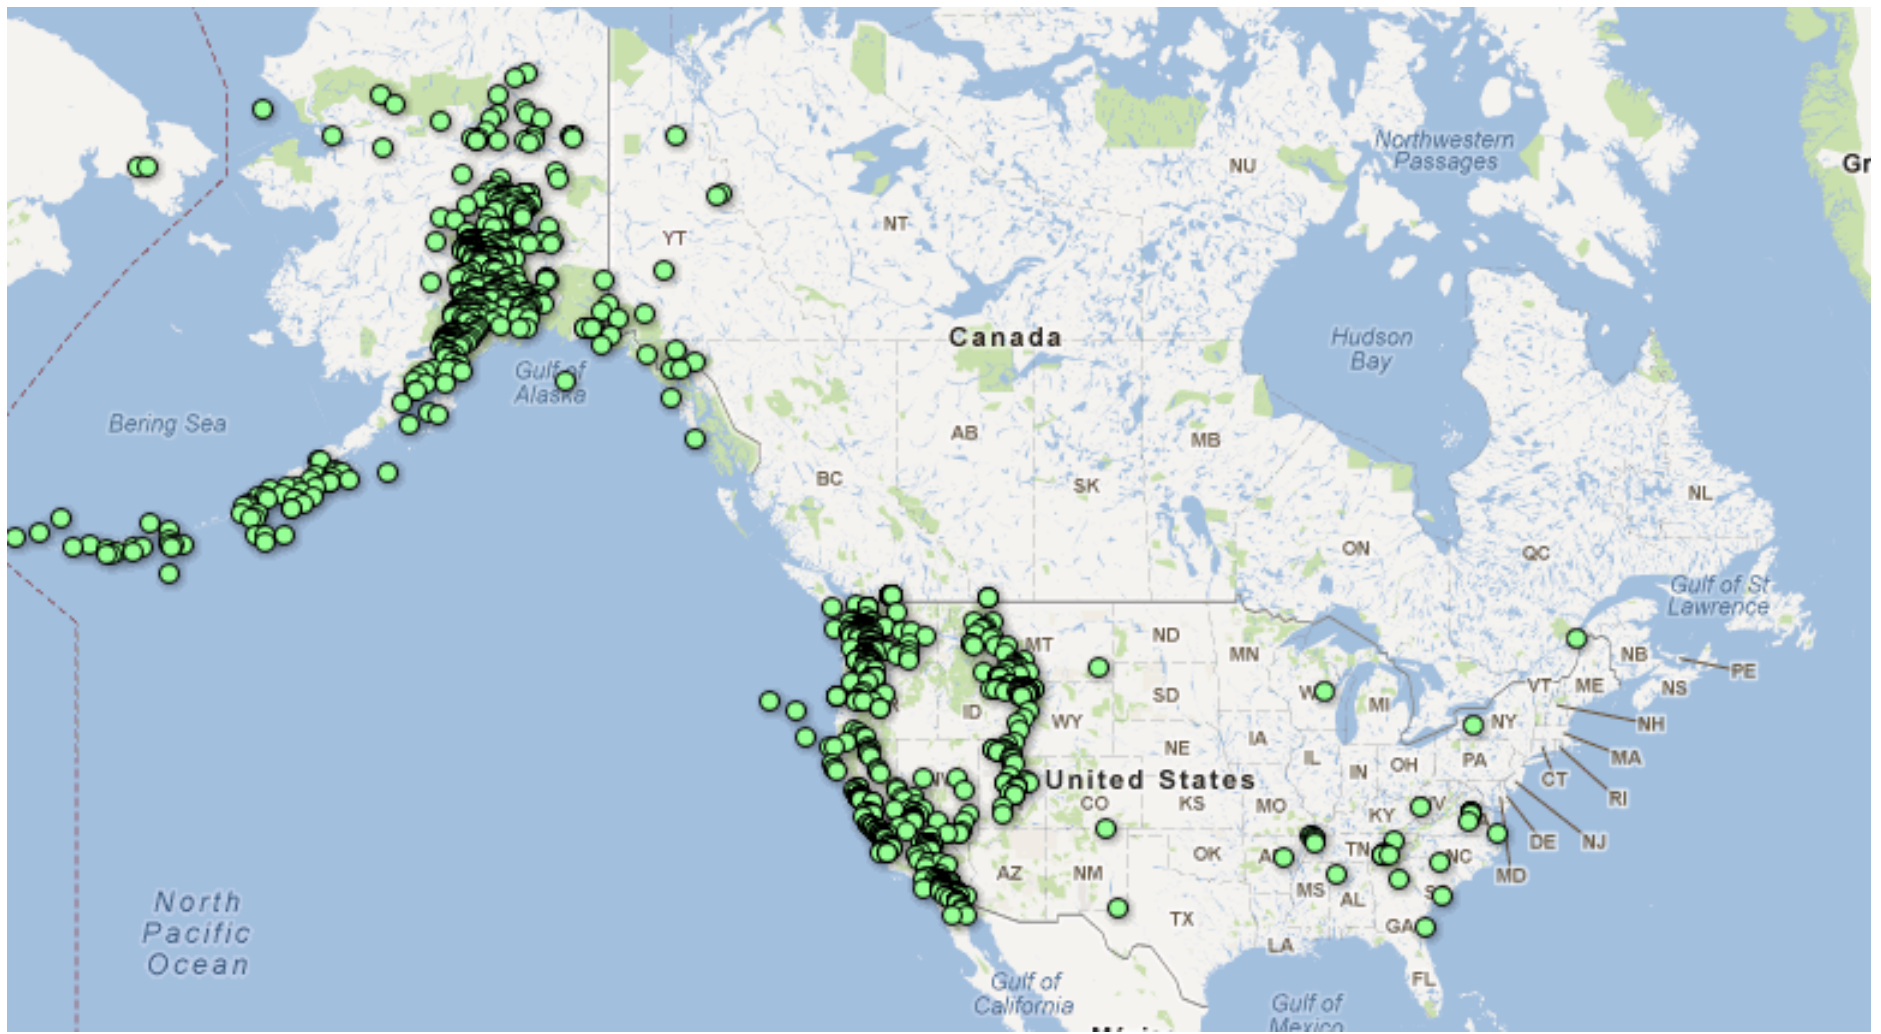 Northwestern
Passages
Gr
NU
NT
YT
Canada
Hudson
Bay
Gulf of
Alaska
Bering Sea
AB
MB
BC
SK
NL
ON
QC
Gulf of St
Lawrence
ND
MT
MN
NB
PE
VT
ME
NS
SD
W
MI
ID
WY
NY
NH
NE
IA
IL
IN
OH
PA
MA
CT
RI
United States
CO
KS
MO
KY
V
DE
NJ
OK
A
TN
NC
AZ
NM
MD
MS
AL
S
TX
GA
LA
FL
North
Pacific
Ocean
Gulf of
California
Gulf of
Mexico